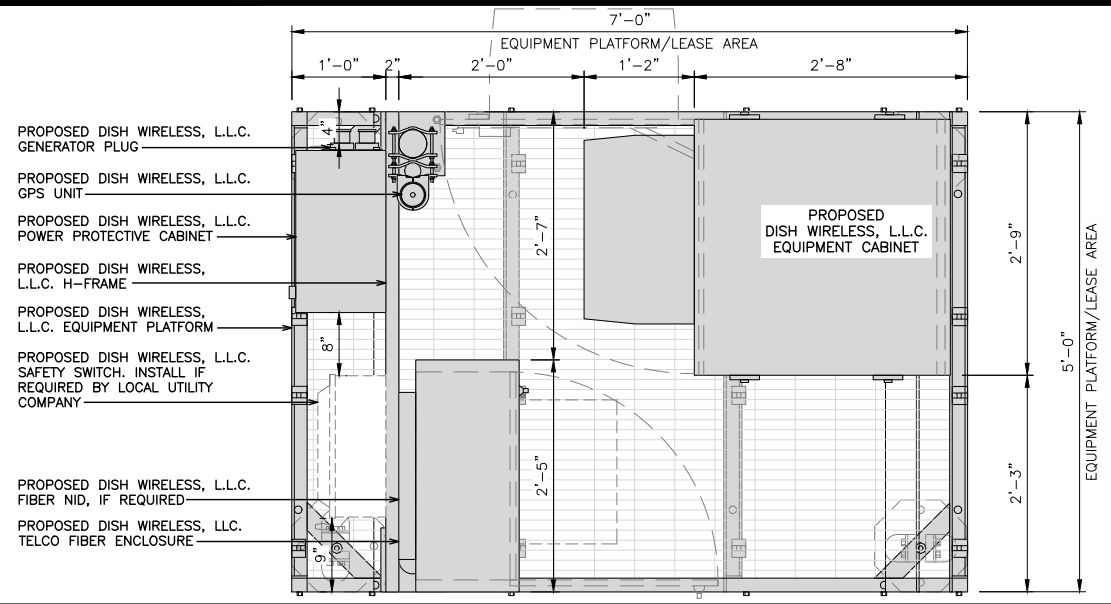 7'-0"
EQUIPMENT PLATFORM/LEASE AREA
1'-0"
2"
2'-0"
1'-2"
2'-8"
PROPOSED DISH WIRELESS, L.L.C.
GENERATOR PLUG
PROPOSED DISH WIRELESS, L.L.C.
GPS UNIT
PROPOSED DISH WIRELESS, L.L.C.
POWER PROTECTIVE CABINET
PROPOSED DISH WIRELESS,
L.L.C. H-FRAME
PROPOSED DISH WIRELESS,
L.L.C. EQUIPMENT PLATFORM
PROPOSED DISH WIRELESS, L.L.C.
SAFETY SWITCH. INSTALL IF
REQUIRED BY LOCAL UTILITY
COMPANY
PROPOSED DISH WIRELESS, L.L.C.
FIBER NID, IF REQUIRED
PROPOSED DISH WIRELESS, LLC.
TELCO FIBER ENCLOSURE
4"
8"
9"
2'-7"
2'-5"
PROPOSED
DISH WIRELESS, L.L.C.
EQUIPMENT CABINET
2'-9"
2'-3"
5'-0"
EQUIPMENT PLATFORM/LEASE AREA